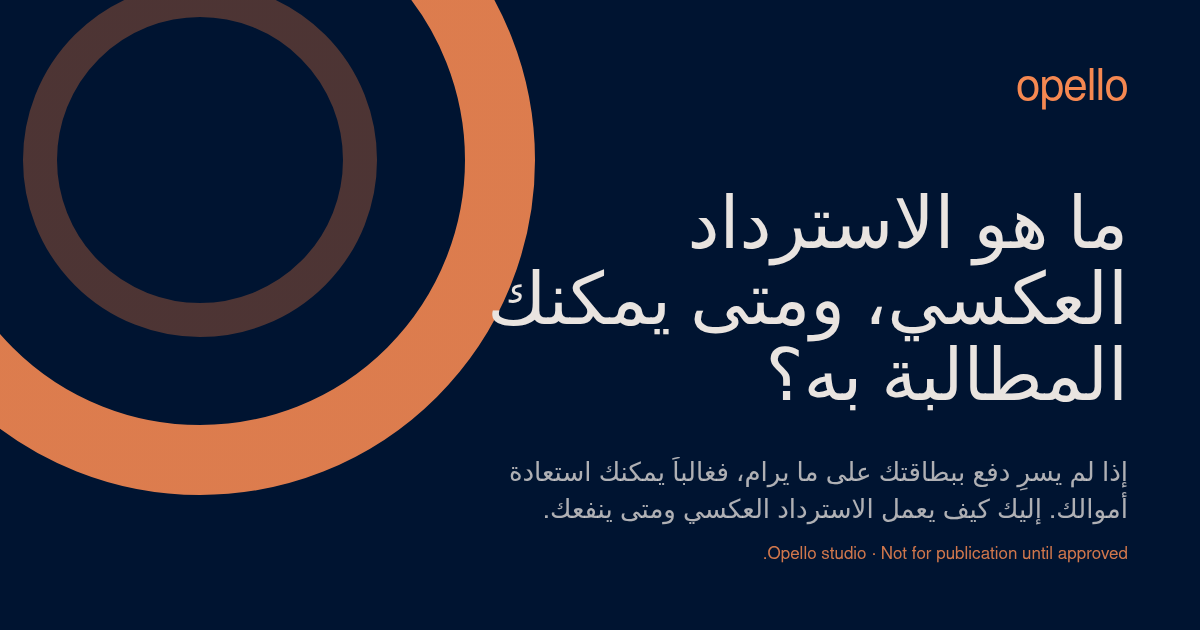 opello
ما هو الاسترداد
العكسي، ومتى يمكنك
المطالبة به؟
إذا لم يسرِ دفع ببطاقتك على ما يرام، فغالباً يمكنك استعادة
أموالك. إليك كيف يعمل الاسترداد العكسي ومتى ينفعك.
Opello studio · Not for publication until approved.